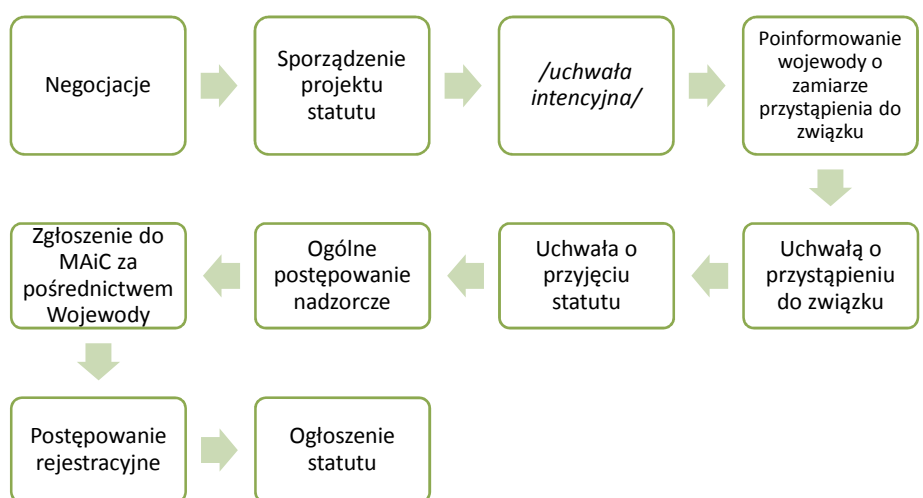 Negocjacje
Sporządzenie
projektu
statutu
/uchwała
intencyjna/
Poinformowanie
wojewody o
zamiarze
przystąpienia do
związku
Uchwałą o
przystąpieniu
do związku
Uchwała o
przyjęciu
statutu
Ogólne
postępowanie
nadzorcze
Zgłoszenie do
MAiC za
pośrednictwem
Wojewody
Postępowanie
rejestracyjne
Ogłoszenie
statutu